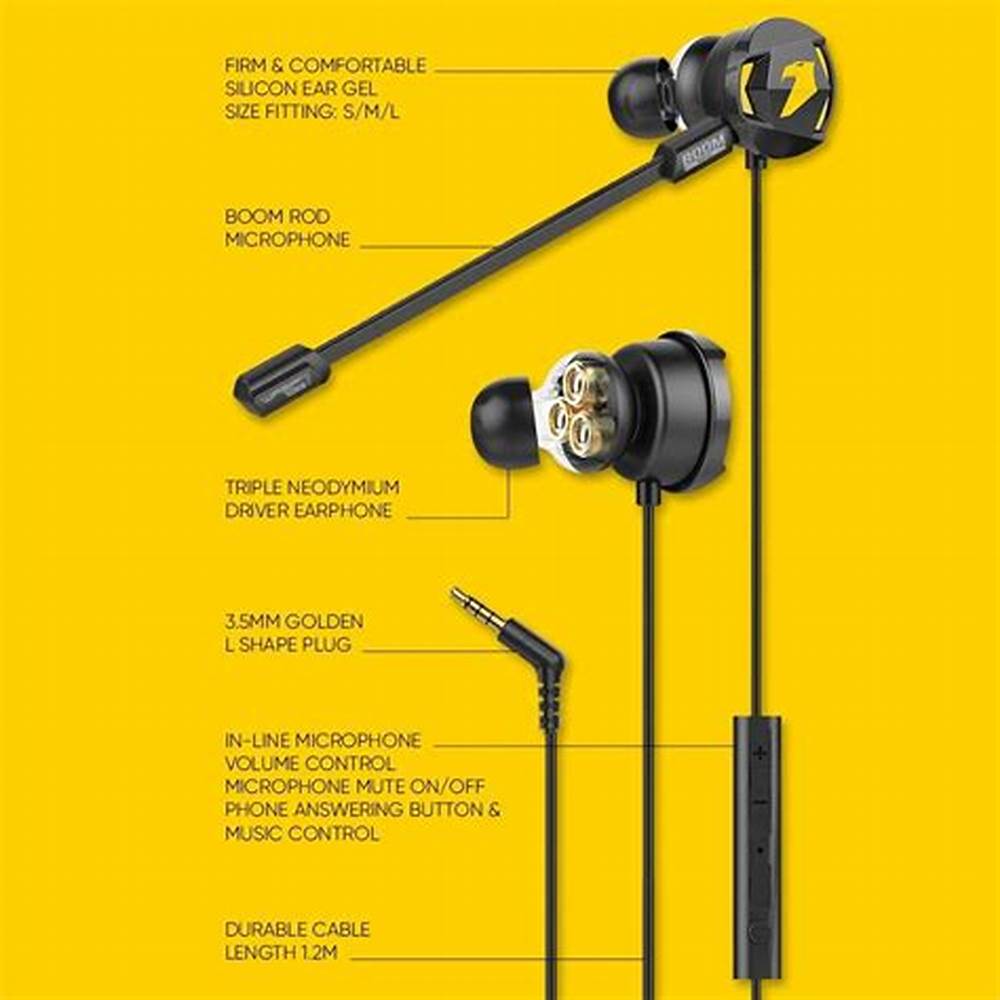 FIRM & COMFORTABLE
SILICON EAR GEL
SIZE FITTING: S/M/L
BOOM
BOOM ROD
MICROPHONE
TRIPLE NEODYMIUM
DRIVER EARPHONE
3.5MM GOLDEN
L SHAPE PLUG
IN-LINE MICROPHONE
VOLUME CONTROL
MICROPHONE MUTE ON/OFF
PHONE ANSWERING BUTTON &
MUSIC CONTROL
DURABLE CABLE
LENGTH 1.2M